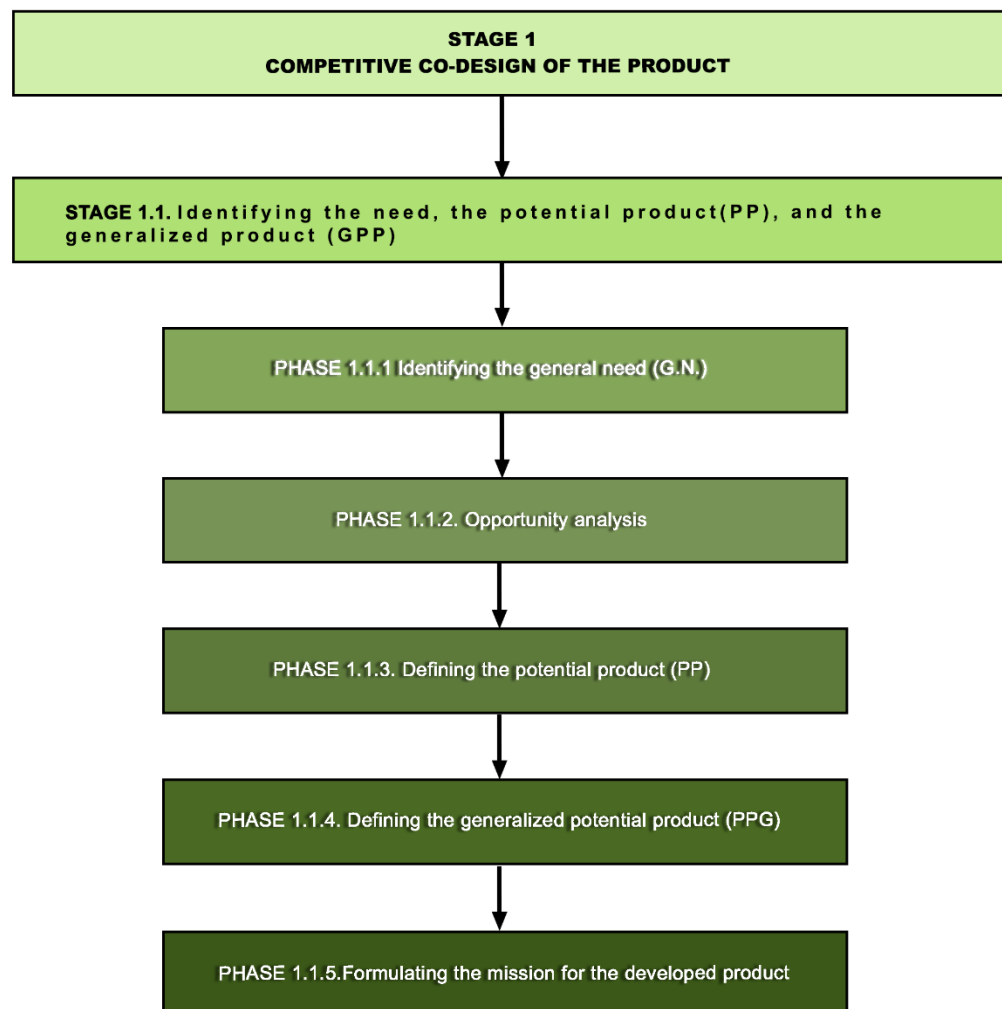 STAGE 1
COMPETITIVE CO-DESIGN OF THE PRODUCT
STAGE 1.1. Identifying the need, the potential product(PP), and the
generalized product (GPP)
PHASE 1.1.1 Identifying the general need (G.N.)
PHASE 1.1.2. Opportunity analysis
PHASE 1.1.3. Defining the potential product (PP)
PHASE 1.1.4. Defining the generalized potential product (PPG)
PHASE 1.1.5.Formulating the mission for the developed product